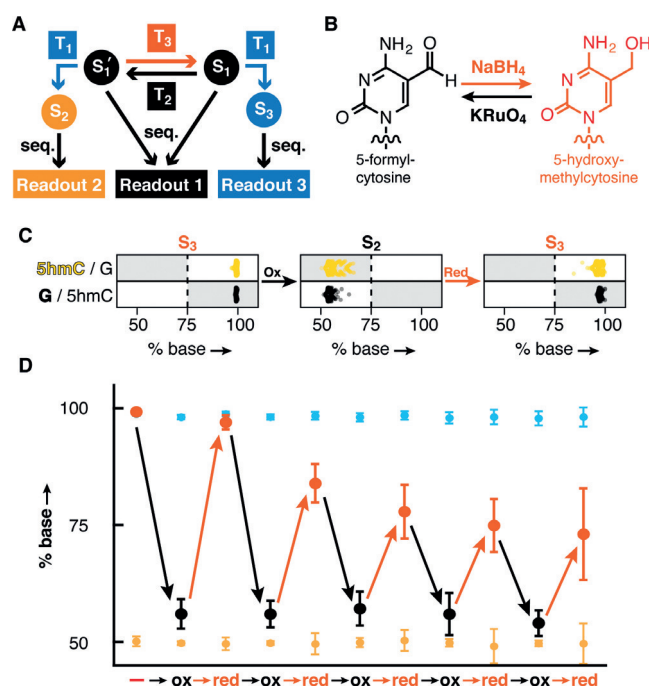 A
T1
T3
T1
S1′
S1
T2
S2
S3
seq.
seq.
seq.
Readout 2
Readout 1
Readout 3
B
NH2
O
H
N
O
N
5-formyl-
cytosine
NaBH4
KRuO4
NH2
OH
N
O
N
5-hydroxy-
methylcytosine
C
S3
S2
S3
5hmC / G
G / 5hmC
Ox
Red
50 75 100
50 75 100
50 75 100
% base →
% base →
% base →
D
100
75
50
% base →
– → ox → red → ox → red → ox → red → ox → red → ox → red